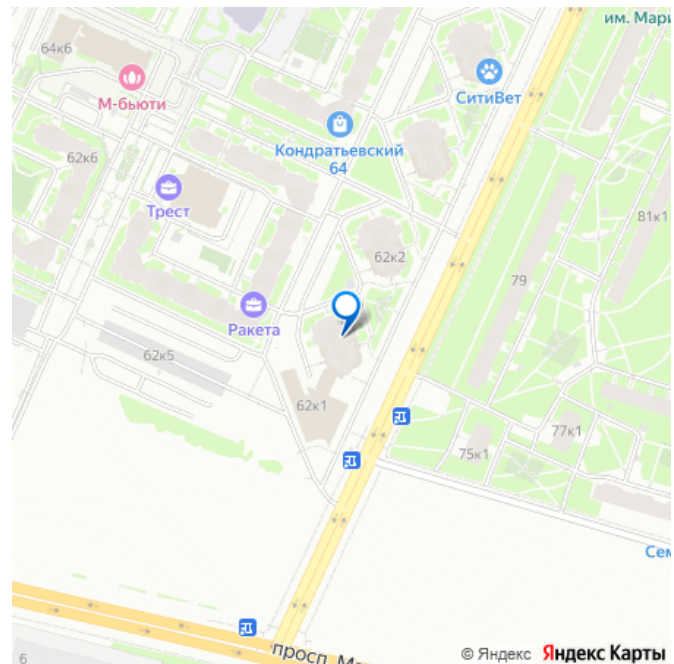 им. Мари
64к6
М-бьюти
СитиВет
Кондратьевский
64
62к6
Трест
81к1
62к2
79
Ракета
62к5
62к1
77к1
75к1
Сем
6
просп. М
© Яндекс Яндекс Карты